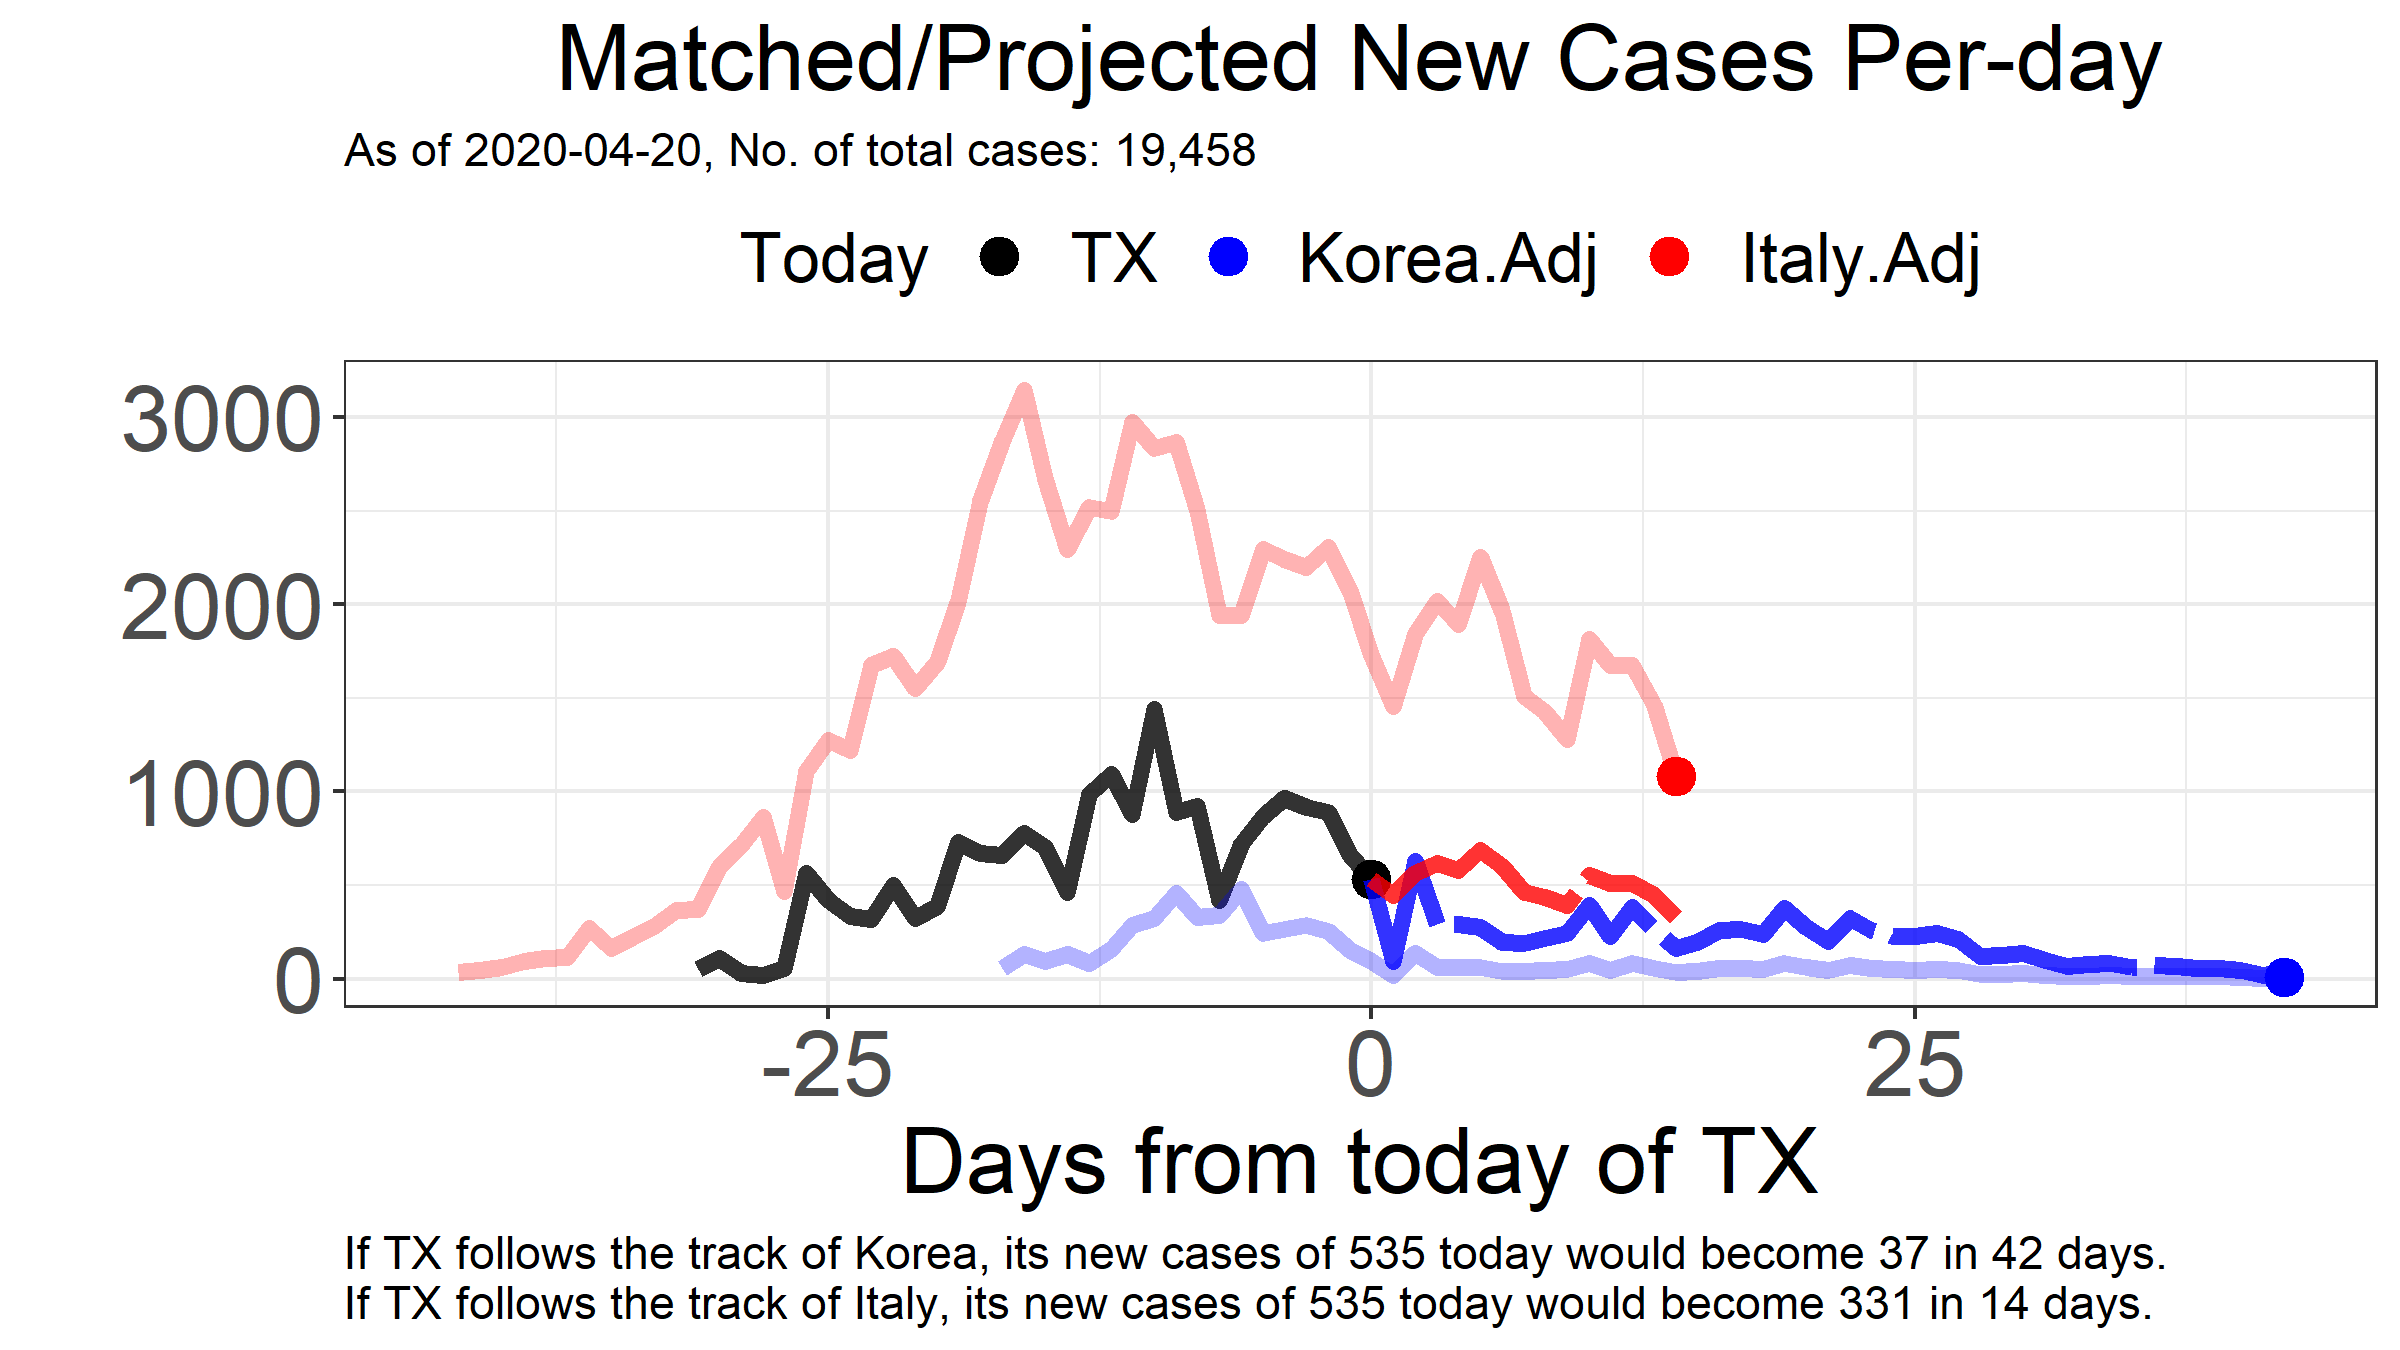 Matched/Projected New Cases Per-day
As of 2020-04-20, No. of total cases: 19,458
Today TX Korea.Adj Italy.Adj
3000
2000
1000
0
-25 0 25
Days from today of TX
If TX follows the track of Korea, its new cases of 535 today would become 37 in 42 days.
If TX follows the track of Italy, its new cases of 535 today would become 331 in 14 days.